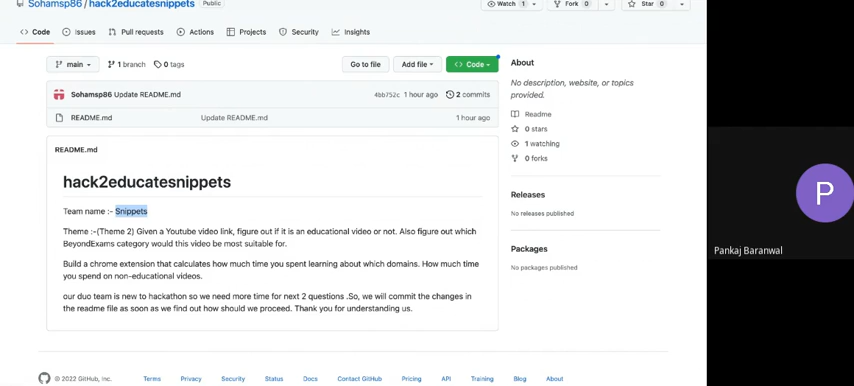 Sohamsp86 / hack2educatesnippets Public
Watch 1 Fork 0 Star 0
Code Issues Pull requests Actions Projects Security Insights
main 1 branch 0 tags Go to file Add file Code
Sohamsp86 Update README.md 4bb752c 1 hour ago 2 commits
README.md Update README.md 1 hour ago
README.md
hack2educatesnippets
Team name :- Snippets
Theme :-(Theme 2) Given a Youtube video link, figure out if it is an educational video or not. Also figure out which
BeyondExams category would this video be most suitable for.
Build a chrome extension that calculates how much time you spent learning about which domains. How much time
you spend on non-educational videos.
our duo team is new to hackathon so we need more time for next 2 questions .So, we will commit the changes in
the readme file as soon as we find out how should we proceed. Thank you for understanding us.
About
No description, website, or topics
provided.
Readme
0 stars
1 watching
0 forks
Releases
No releases published
Packages
No packages published
P
Pankaj Baranwal
© 2022 GitHub, Inc. Terms Privacy Security Status Docs Contact GitHub Pricing API Training Blog About